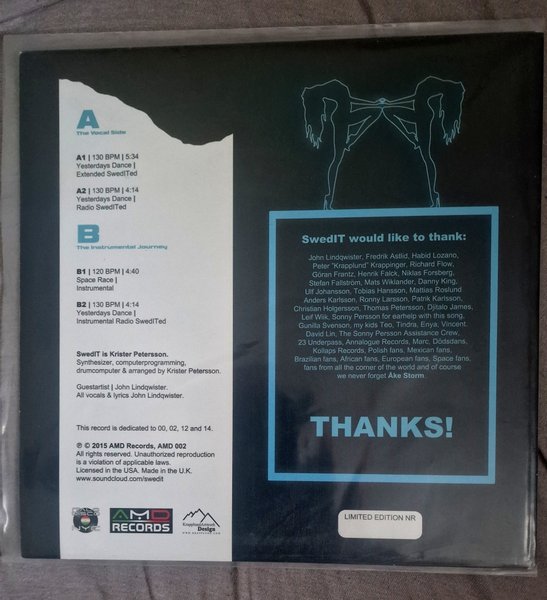 A
The Vocal Side
A1 | 130 BPM | 5:34
Yesterdays Dance |
Extended SwedITed
A2 | 130 BPM | 4:14
Yesterdays Dance |
Radio SwedITed
B
The Instrumental Journey
B1 | 120 BPM | 4:40
Space Race |
Instrumental
B2 | 130 BPM | 4:14
Yesterdays Dance |
Instrumental Radio SwedITed
SwedIT is Krister Petersson.
Synthesizer, computerprogramming,
drumcomputer & arranged by Krister Petersson.
Guestartist | John Lindqwister.
All vocals & lyrics John Lindqwister.
This record is dedicated to 00, 02, 12 and 14.
℗ © 2015 AMD Records, AMD 002
All rights reserved. Unauthorized reproduction
is a violation of applicable laws.
Licensed in the USA. Made in the U.K.
www.soundcloud.com/swedit
AMD
RECORDS
Design
SwedIT would like to thank:
John Lindqwister, Fredrik Astlid, Habid Lozano,
Peter "Krapplund" Krappinger, Richard Flow,
Göran Frantz, Henrik Falck, Niklas Forsberg,
Stefan Fallström, Mats Wiklander, Danny King,
Ulf Johansson, Tobias Hansson, Mattias Roslund
Anders Karlsson, Ronny Larsson, Patrik Karlsson,
Christian Holgersson, Thomas Petersson, Djitalo James,
Leif Wiik, Sonny Persson for earhelp with this song,
Gunilla Svenson, my kids Teo, Tindra, Enya, Vincent.
David Lin, The Sonny Persson Assistance Crew,
23 Underpass, Annalogue Records, Marc, Dödsdans,
Kollaps Records, Polish fans, Mexican fans,
Brazilian fans, African fans, European fans, Space fans,
fans from all corner of the world and of course
we never forget Åke Storm.
THANKS!
LIMITED EDITION NR